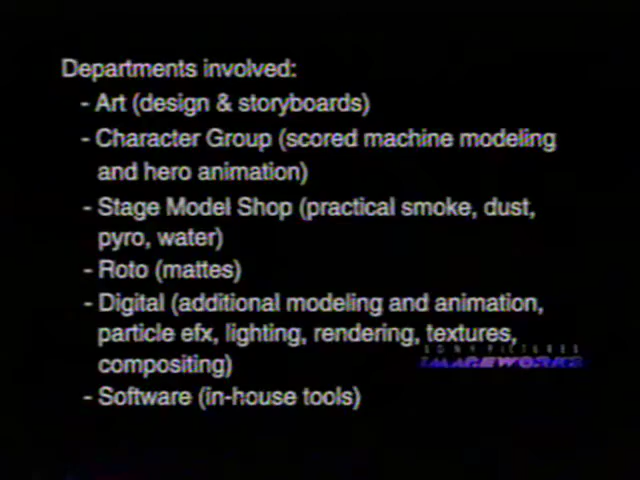 Departments involved:
- Art (design & storyboards)
- Character Group (scored machine modeling
and hero animation)
- Stage Model Shop (practical smoke, dust,
pyro, water)
- Roto (mattes)
- Digital (additional modeling and animation,
particle efx, lighting, rendering, textures,
compositing)
SONY PICTURES
IMAGEWORKS
- Software (in-house tools)